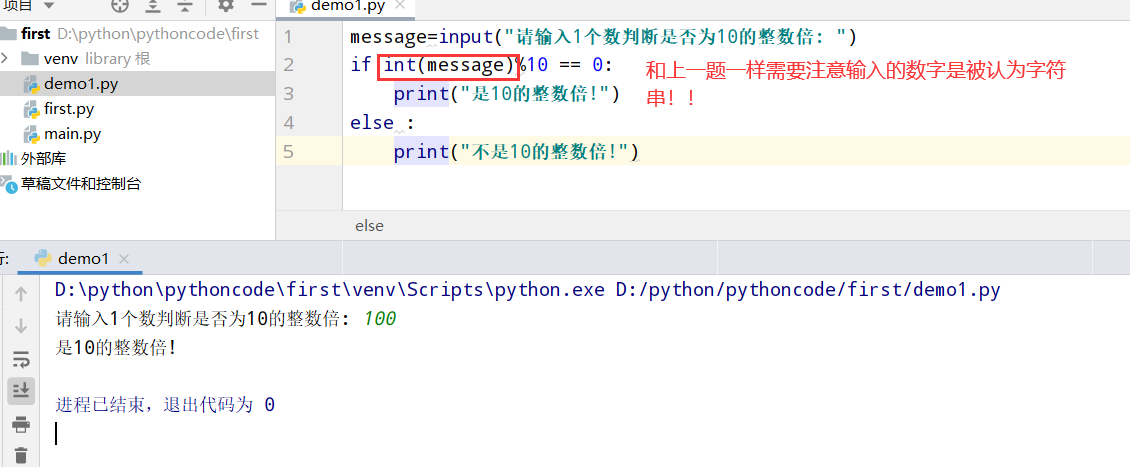 项目
demo1.py
first D:\python\pythoncode\first
venv library 根
demo1.py
first.py
main.py
外部库
草稿文件和控制台
1 message=input("请输入1个数判断是否为10的整数倍: ")
2 if int(message)%10 == 0:
3 print("是10的整数倍!")
4 else :
5 print("不是10的整数倍!")
和上一题一样需要注意输入的数字是被认为字符
串！！
else
行: demo1
D:\python\pythoncode\first\venv\Scripts\python.exe D:/python/pythoncode/first/demo1.py
请输入1个数判断是否为10的整数倍: 100
是10的整数倍!
进程已结束，退出代码为 0